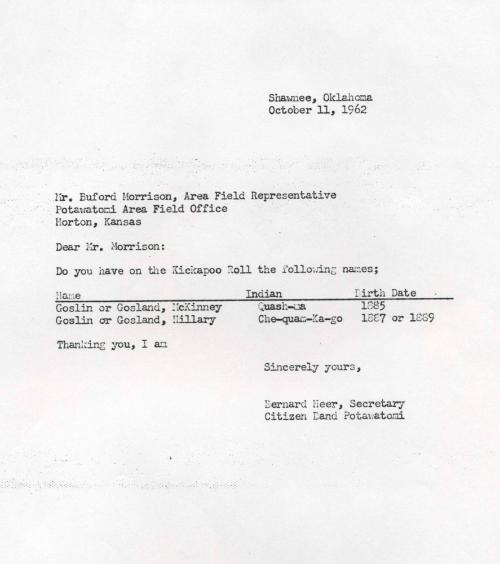 Shawnee, Oklahoma
October 11, 1962
Mr. Buford Morrison, Area Field Representative
Potawatomi Area Field Office
Horton, Kansas
Dear Mr. Morrison:
Do you have on the Kickapoo Roll the following names;
Name Indian Birth Date
Goslin or Gosland, McKinney Quash-ma 1885
Goslin or Gosland, Hillary Che-quam-Ka-go 1887 or 1889
Thanking you, I am
Sincerely yours,
Bernard Heer, Secretary
Citizen Band Potawatomi